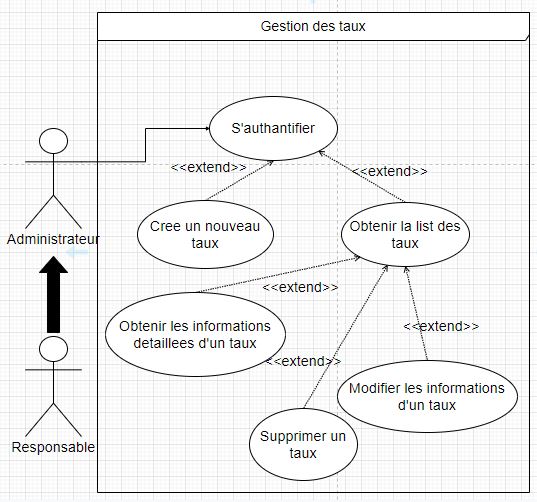 Gestion des taux
S'authantifier
<<extend>>
<<extend>>
Cree un nouveau
taux
Obtenir la list des
taux
Administrateur
<<extend>>
Obtenir les informations
detaillees d'un taux
<<extend>>
<<extend>>
Modifier les informations
d'un taux
Supprimer un
taux
Responsable